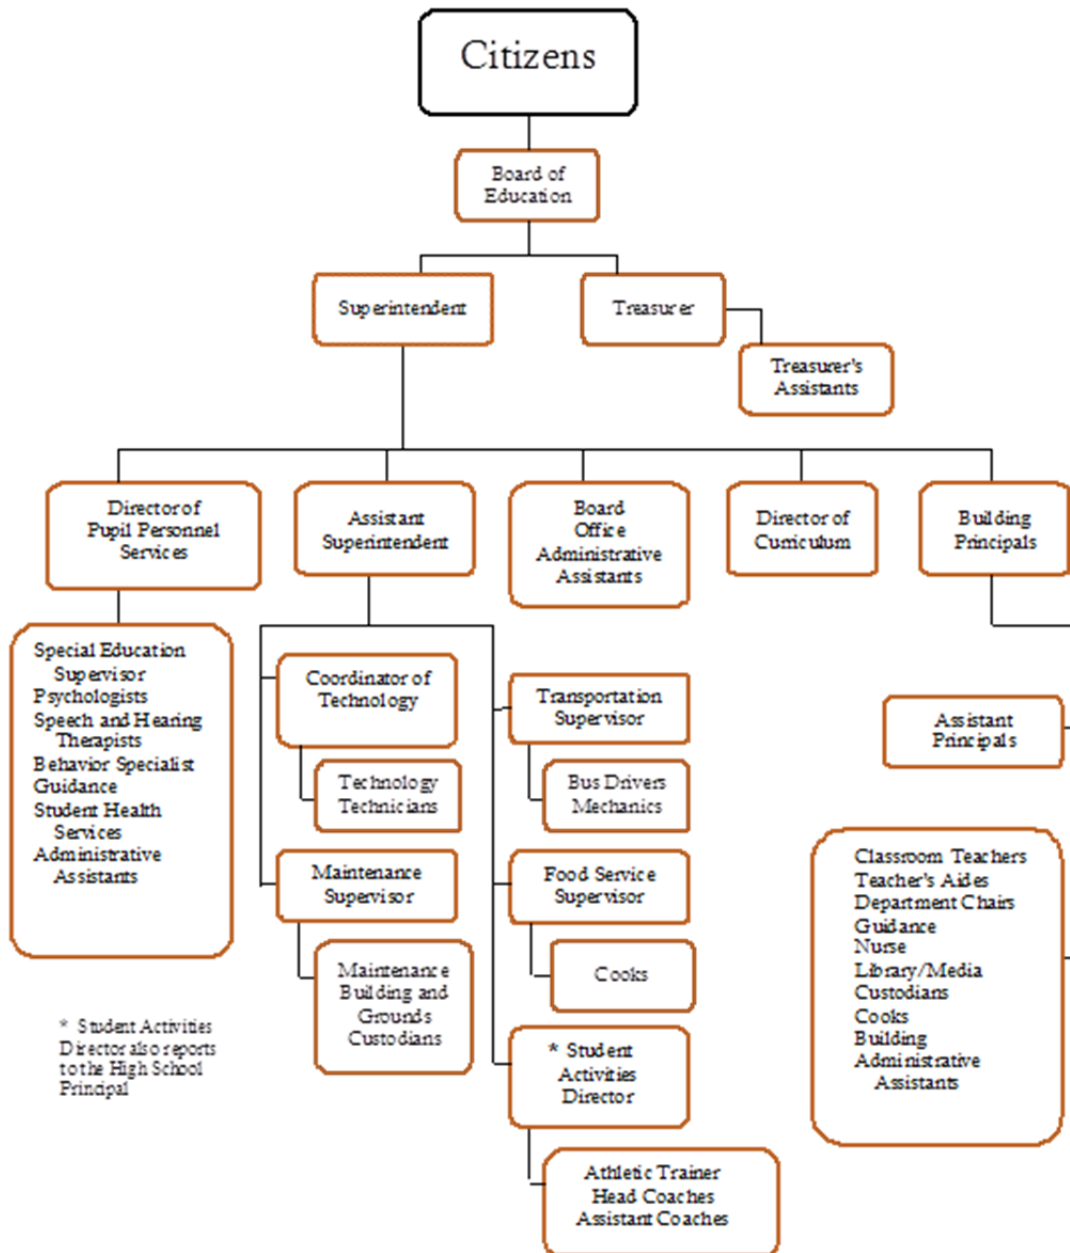 Citizens
Board of
Education
Superintendent
Treasurer
Treasurer's
Assistants
Director of
Pupil Personnel
Services
Assistant
Superintendent
Board
Office
Administrative
Assistants
Director of
Curriculum
Building
Principals
Special Education
Supervisor
Psychologists
Speech and Hearing
Therapists
Behavior Specialist
Guidance
Student Health
Services
Administrative
Assistants
Coordinator of
Technology
Technology
Technicians
Maintenance
Supervisor
Maintenance
Building and
Grounds
Custodians
Transportation
Supervisor
Bus Drivers
Mechanics
Food Service
Supervisor
Cooks
* Student
Activities
Director
Athletic Trainer
Head Coaches
Assistant Coaches
Assistant
Principals
Classroom Teachers
Teacher's Aides
Department Chairs
Guidance
Nurse
Library/Media
Custodians
Cooks
Building
Administrative
Assistants
* Student Activities
Director also reports
to the High School
Principal